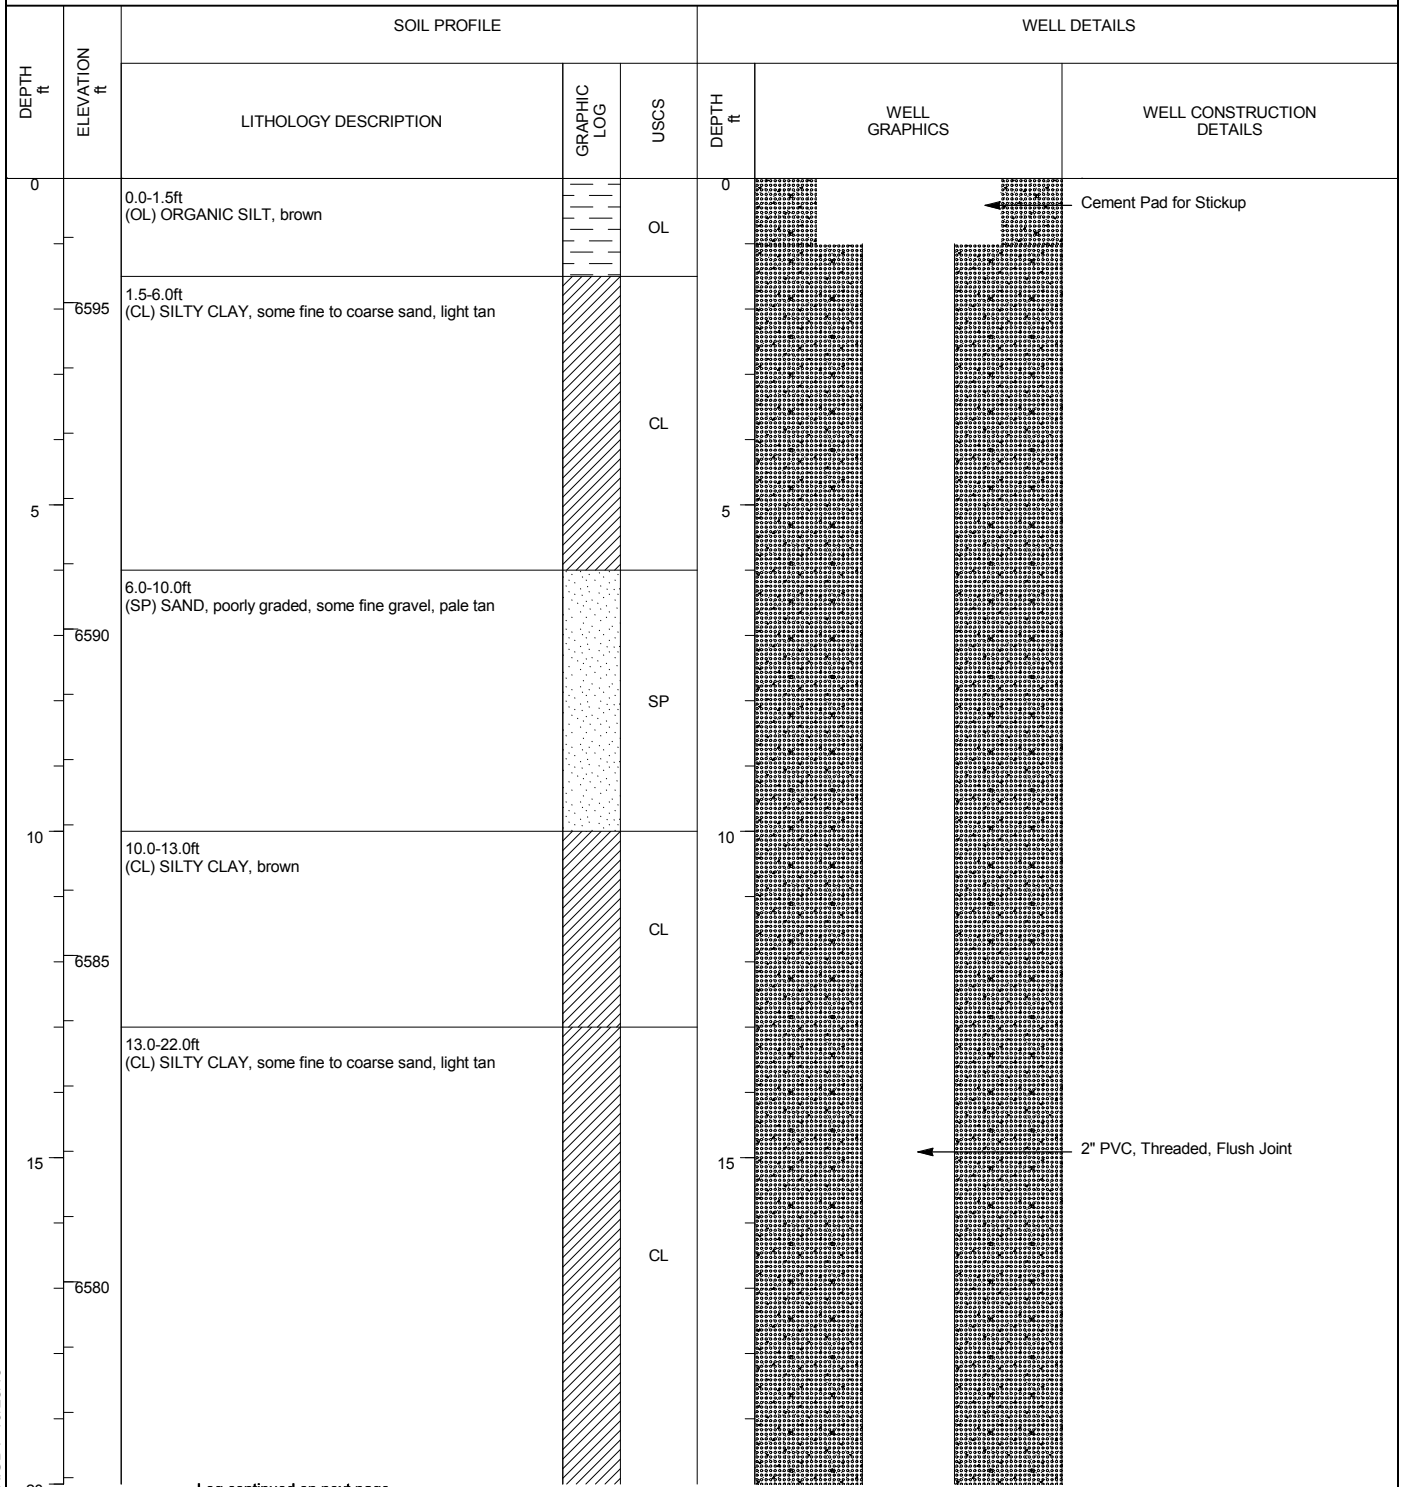 SOIL PROFILE
WELL DETAILS
DEPTH
ft
ELEVATION
ft
LITHOLOGY DESCRIPTION
GRAPHIC
LOG
USCS
DEPTH
ft
WELL
GRAPHICS
WELL CONSTRUCTION
DETAILS
0
0.0-1.5ft
(OL) ORGANIC SILT, brown
OL
0
Cement Pad for Stickup
6595
1.5-6.0ft
(CL) SILTY CLAY, some fine to coarse sand, light tan
CL
5
5
6.0-10.0ft
(SP) SAND, poorly graded, some fine gravel, pale tan
6590
SP
10
10
10.0-13.0ft
(CL) SILTY CLAY, brown
CL
6585
13.0-22.0ft
(CL) SILTY CLAY, some fine to coarse sand, light tan
15
15
2" PVC, Threaded, Flush Joint
CL
6580
Log continued on next page